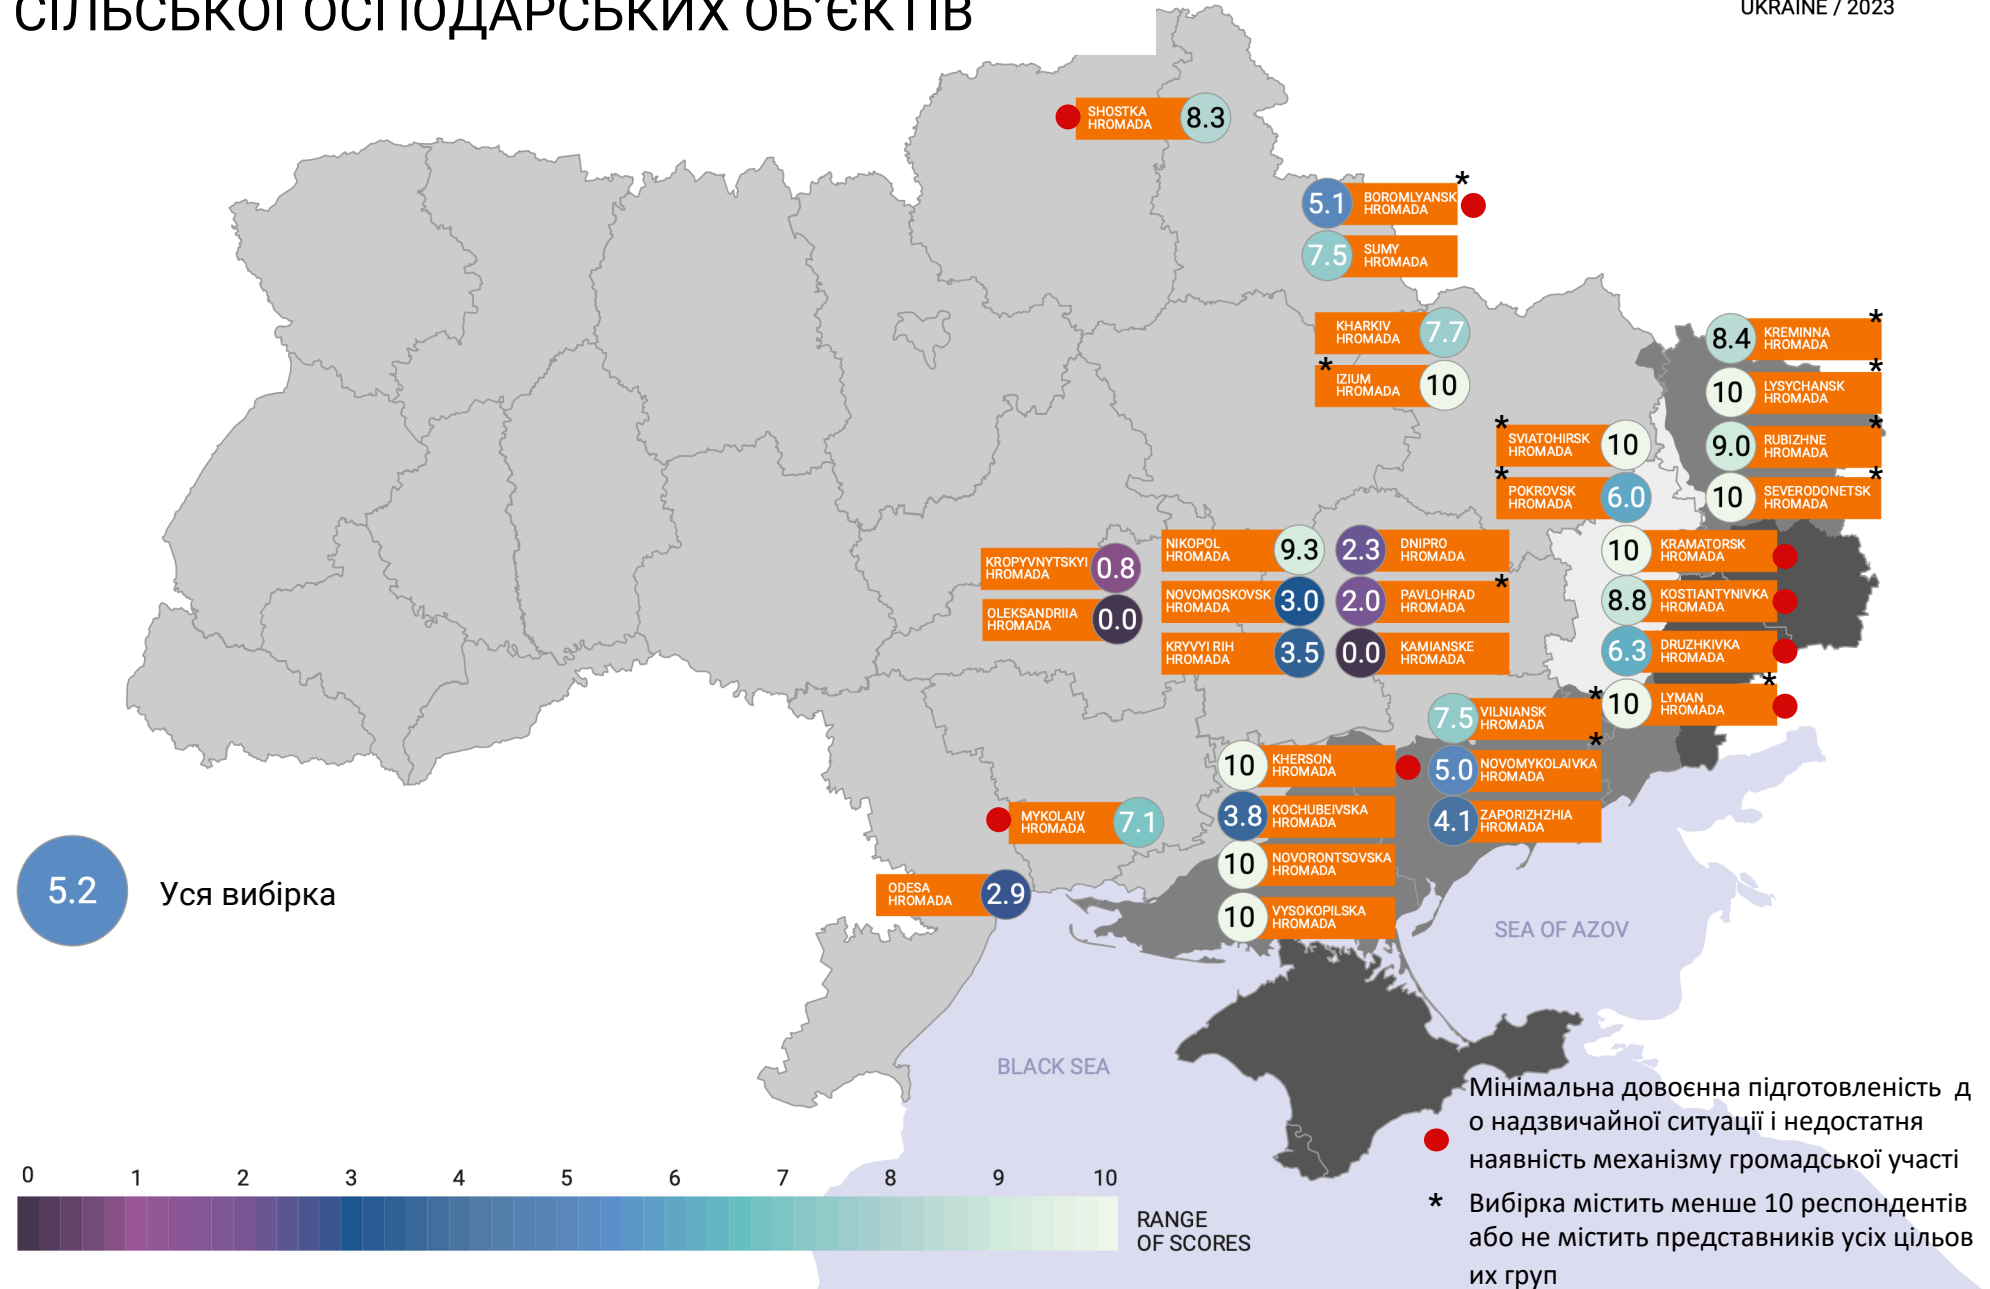 СІЛЬСЬКОГОСПОДАРСЬКИХ ОБ'ЄКТІВ
UKRAINE / 2023
SHOSTKA
HROMADA
8.3
5.1
BOROMLYANSK
HROMADA
*
7.5
SUMY
HROMADA
KHARKIV
HROMADA
7.7
*
IZIUM
HROMADA
10
8.4
KREMINNA
HROMADA
*
10
LYSYCHANSK
HROMADA
*
9.0
RUBIZHNE
HROMADA
*
10
SEVERODONETSK
HROMADA
*
*
SVIATOHIRSK
HROMADA
10
*
POKROVSK
HROMADA
6.0
10
KRAMATORSK
HROMADA
8.8
KOSTIANTYNIVKA
HROMADA
6.3
DRUZHKIVKA
HROMADA
10
LYMAN
HROMADA
*
KROPYVNYTSKYI
HROMADA
0.8
OLEKSANDRIIA
HROMADA
0.0
NIKOPOL
HROMADA
9.3
NOVOMOSKOVSK
HROMADA
3.0
KRYVYI RIH
HROMADA
3.5
2.3
DNIPRO
HROMADA
2.0
PAVLOHRAD
HROMADA
*
0.0
KAMIANSKE
HROMADA
7.5
VILNIANSK
HROMADA
*
5.0
NOVOMYKOLAIVKA
HROMADA
*
4.1
ZAPORIZHZHIA
HROMADA
10
KHERSON
HROMADA
3.8
KOCHUBEIVSKA
HROMADA
10
NOVORONTSOVSKA
HROMADA
10
VYSOKOPILSKA
HROMADA
MYKOLAIV
HROMADA
7.1
ODESA
HROMADA
2.9
5.2
Уся вибірка
SEA OF AZOV
BLACK SEA
Мінімальна довоєнна підготовленість д
о надзвичайної ситуації і недостатня
наявність механізму громадської участі
* Вибірка містить менше 10 респондентів
або не містить представників усіх цільов
их груп
0 1 2 3 4 5 6 7 8 9 10
RANGE
OF SCORES